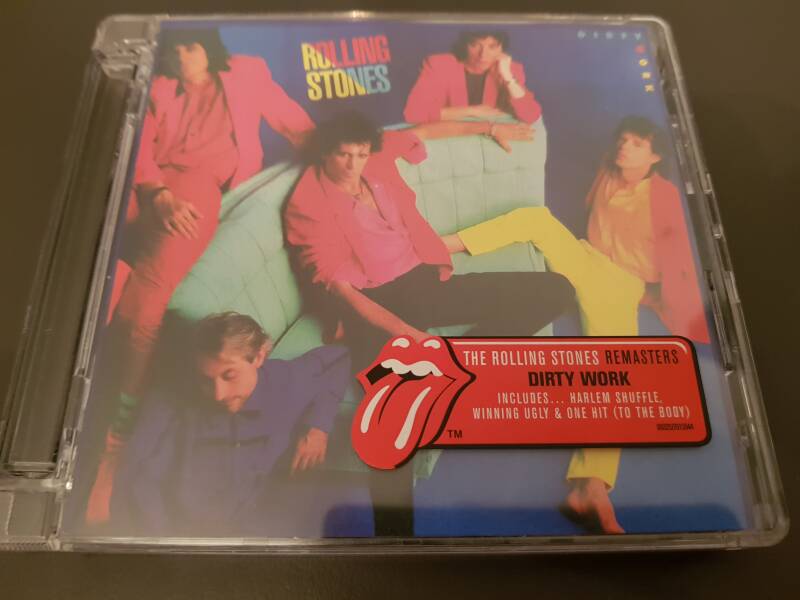 ROLLING
STONES
DIRTY
WORK
THE ROLLING STONES REMASTERS
DIRTY WORK
INCLUDES... HARLEM SHUFFLE,
WINNING UGLY & ONE HIT (TO THE BODY)
TM